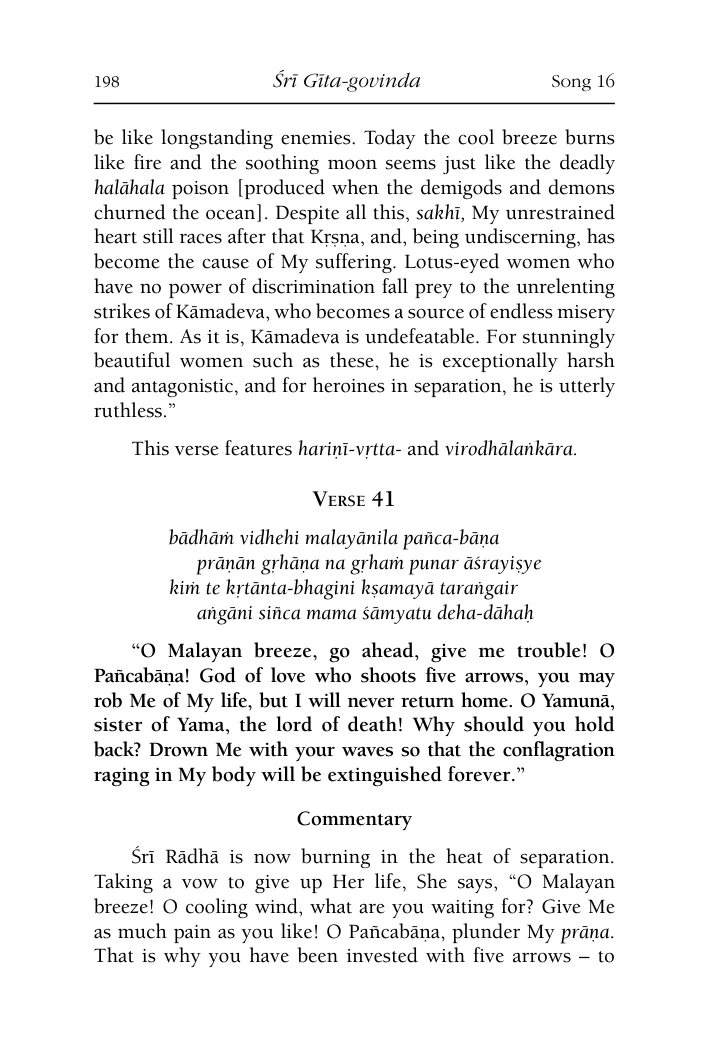 198 Śrī Gīta-govinda Song 16
be like longstanding enemies. Today the cool breeze burns
like fire and the soothing moon seems just like the deadly
halāhala poison [produced when the demigods and demons
churned the ocean]. Despite all this, sakhī, My unrestrained
heart still races after that Kṛṣṇa, and, being undiscerning, has
become the cause of My suffering. Lotus-eyed women who
have no power of discrimination fall prey to the unrelenting
strikes of Kāmadeva, who becomes a source of endless misery
for them. As it is, Kāmadeva is undefeatable. For stunningly
beautiful women such as these, he is exceptionally harsh
and antagonistic, and for heroines in separation, he is utterly
ruthless.”
This verse features hariṇī-vṛtta- and virodhālaṅkāra.
Verse 41
bādhāṁ vidhehi malayānila pañca-bāṇa
prāṇān gṛhāṇa na gṛhaṁ punar āśrayiṣye
kiṁ te kṛtānta-bhagini kṣamayā taraṅgair
aṅgāni siñca mama śāmyatu deha-dāhaḥ
“O Malayan breeze, go ahead, give me trouble! O
Pañcabāṇa! God of love who shoots five arrows, you may
rob Me of My life, but I will never return home. O Yamunā,
sister of Yama, the lord of death! Why should you hold
back? Drown Me with your waves so that the conflagration
raging in My body will be extinguished forever.”
Commentary
Śrī Rādhā is now burning in the heat of separation.
Taking a vow to give up Her life, She says, “O Malayan
breeze! O cooling wind, what are you waiting for? Give Me
as much pain as you like! O Pañcabāṇa, plunder My prāṇa.
That is why you have been invested with five arrows – to